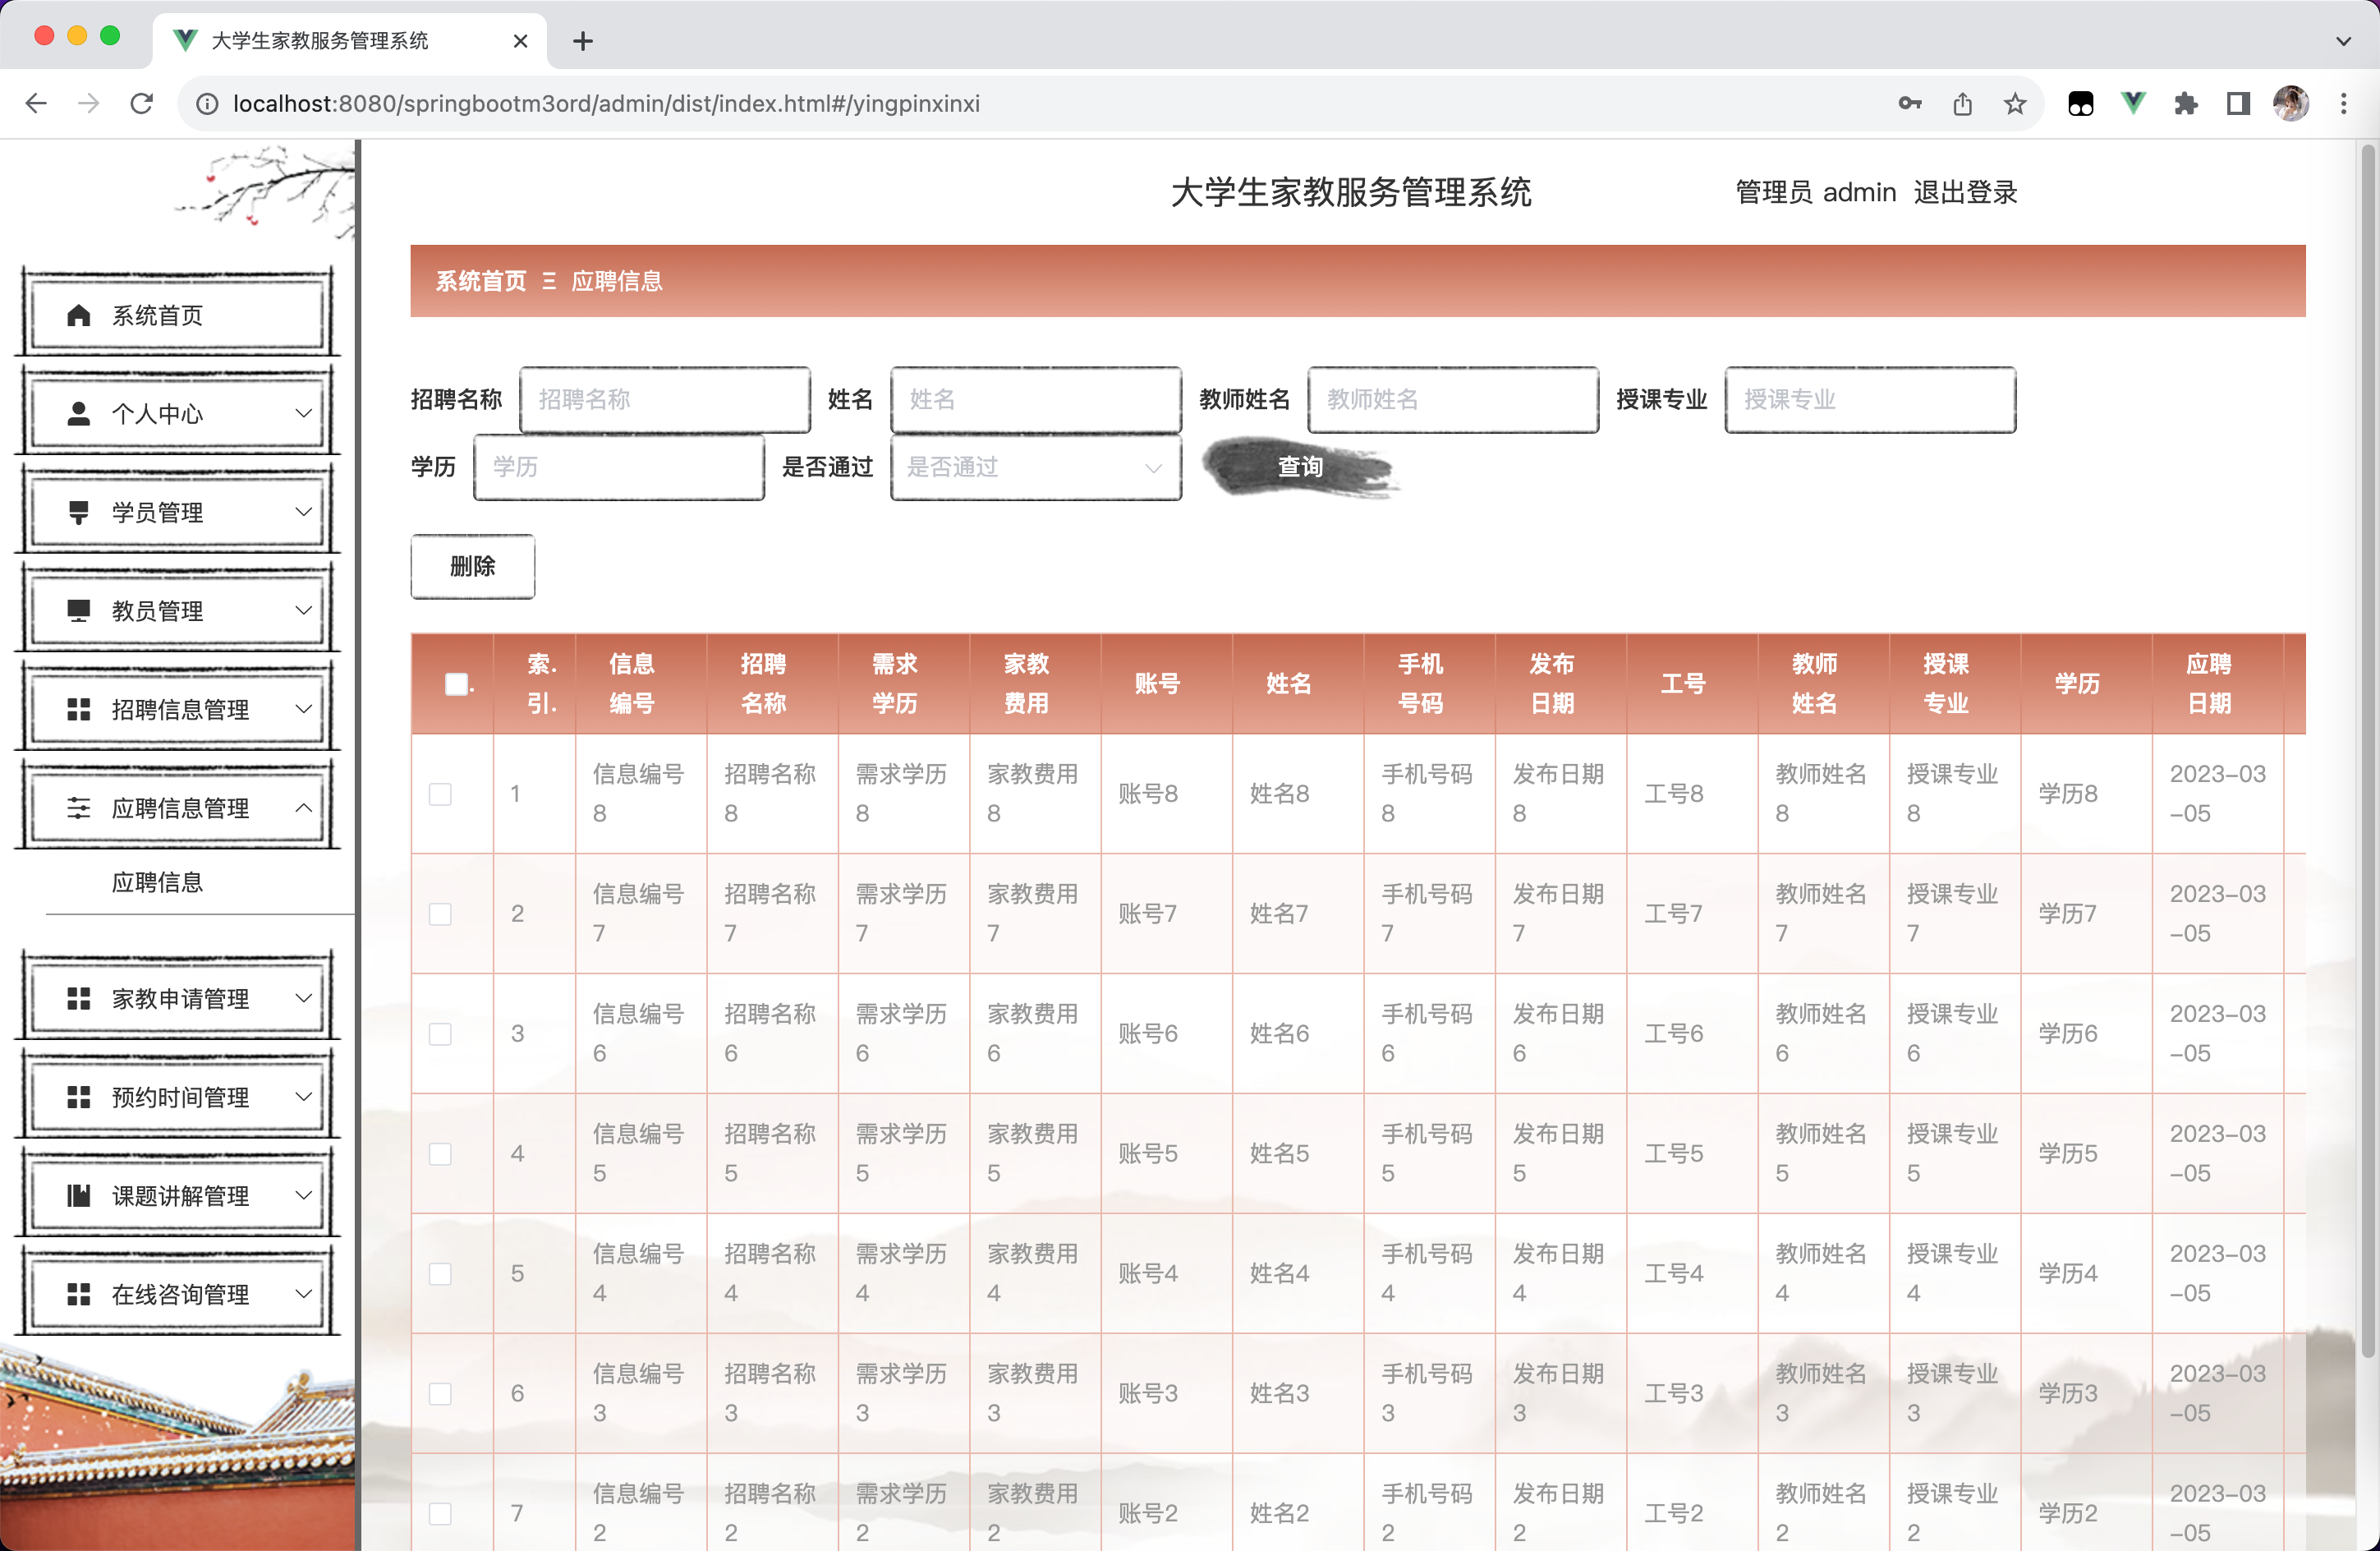 大学生家教服务管理系统
localhost:8080/springbootm3ord/admin/dist/index.html#/yingpinxinxi
大学生家教服务管理系统 管理员 admin 退出登录
系统首页 应聘信息
系统首页
个人中心
学员管理
教员管理
招聘信息管理
应聘信息管理
应聘信息
家教申请管理
预约时间管理
课题讲解管理
在线咨询管理
招聘名称 招聘名称 姓名 姓名 教师姓名 教师姓名 授课专业 授课专业
学历 学历 是否通过 是否通过 查询
删除
索. 信息 招聘 需求 家教 账号 姓名 手机 发布 工号 教师 授课 学历 应聘
引. 编号 名称 学历 费用 号码 日期 姓名 专业 日期
1 信息编号 招聘名称 需求学历 家教费用 账号8 姓名8 手机号码 发布日期 工号8 教师姓名 授课专业 学历8 2023-03
8 8 8 8 8 8 8 8 -05
2 信息编号 招聘名称 需求学历 家教费用 账号7 姓名7 手机号码 发布日期 工号7 教师姓名 授课专业 学历7 2023-03
7 7 7 7 7 7 7 7 -05
3 信息编号 招聘名称 需求学历 家教费用 账号6 姓名6 手机号码 发布日期 工号6 教师姓名 授课专业 学历6 2023-03
6 6 6 6 6 6 6 6 -05
4 信息编号 招聘名称 需求学历 家教费用 账号5 姓名5 手机号码 发布日期 工号5 教师姓名 授课专业 学历5 2023-03
5 5 5 5 5 5 5 5 -05
5 信息编号 招聘名称 需求学历 家教费用 账号4 姓名4 手机号码 发布日期 工号4 教师姓名 授课专业 学历4 2023-03
4 4 4 4 4 4 4 4 -05
6 信息编号 招聘名称 需求学历 家教费用 账号3 姓名3 手机号码 发布日期 工号3 教师姓名 授课专业 学历3 2023-03
3 3 3 3 3 3 3 3 -05
7 信息编号 招聘名称 需求学历 家教费用 账号2 姓名2 手机号码 发布日期 工号2 教师姓名 授课专业 学历2 2023-03
2 2 2 2 2 2 2 2 -05